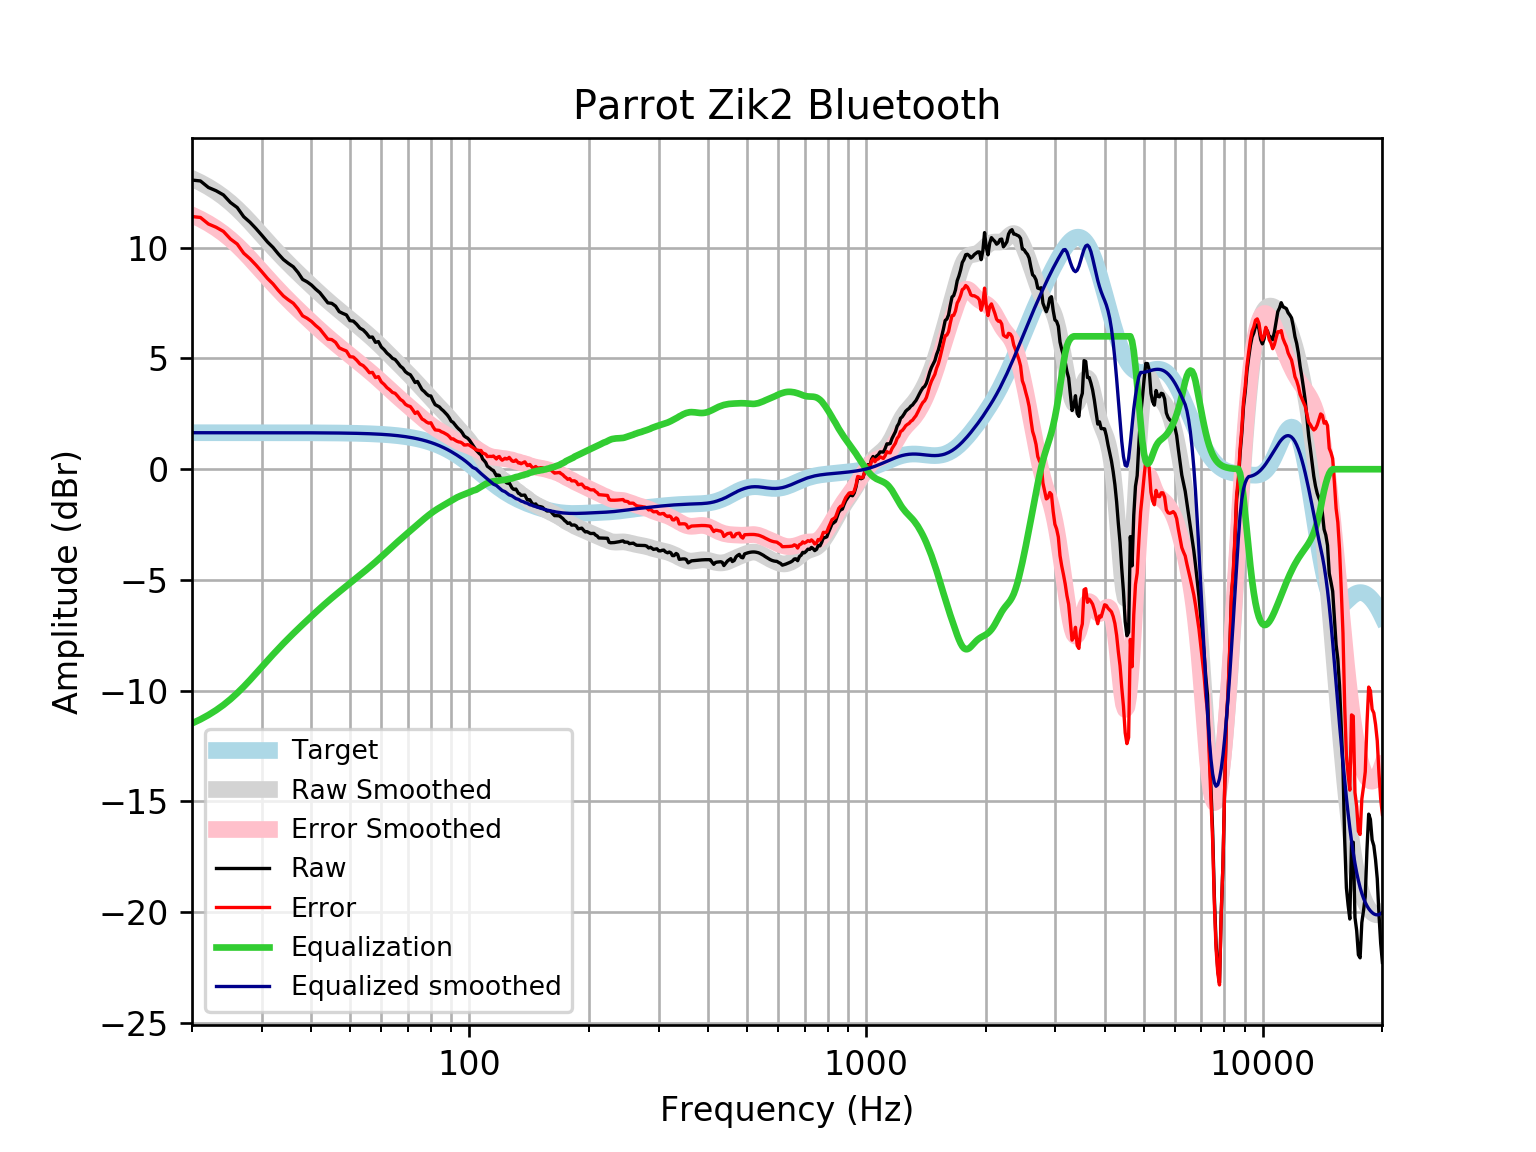 Parrot Zik2 Bluetooth
Amplitude (dBr)
10
5
0
−5
−10
−15
−20
−25
Target
Raw Smoothed
Error Smoothed
Raw
Error
Equalization
Equalized smoothed
100
1000
10000
Frequency (Hz)